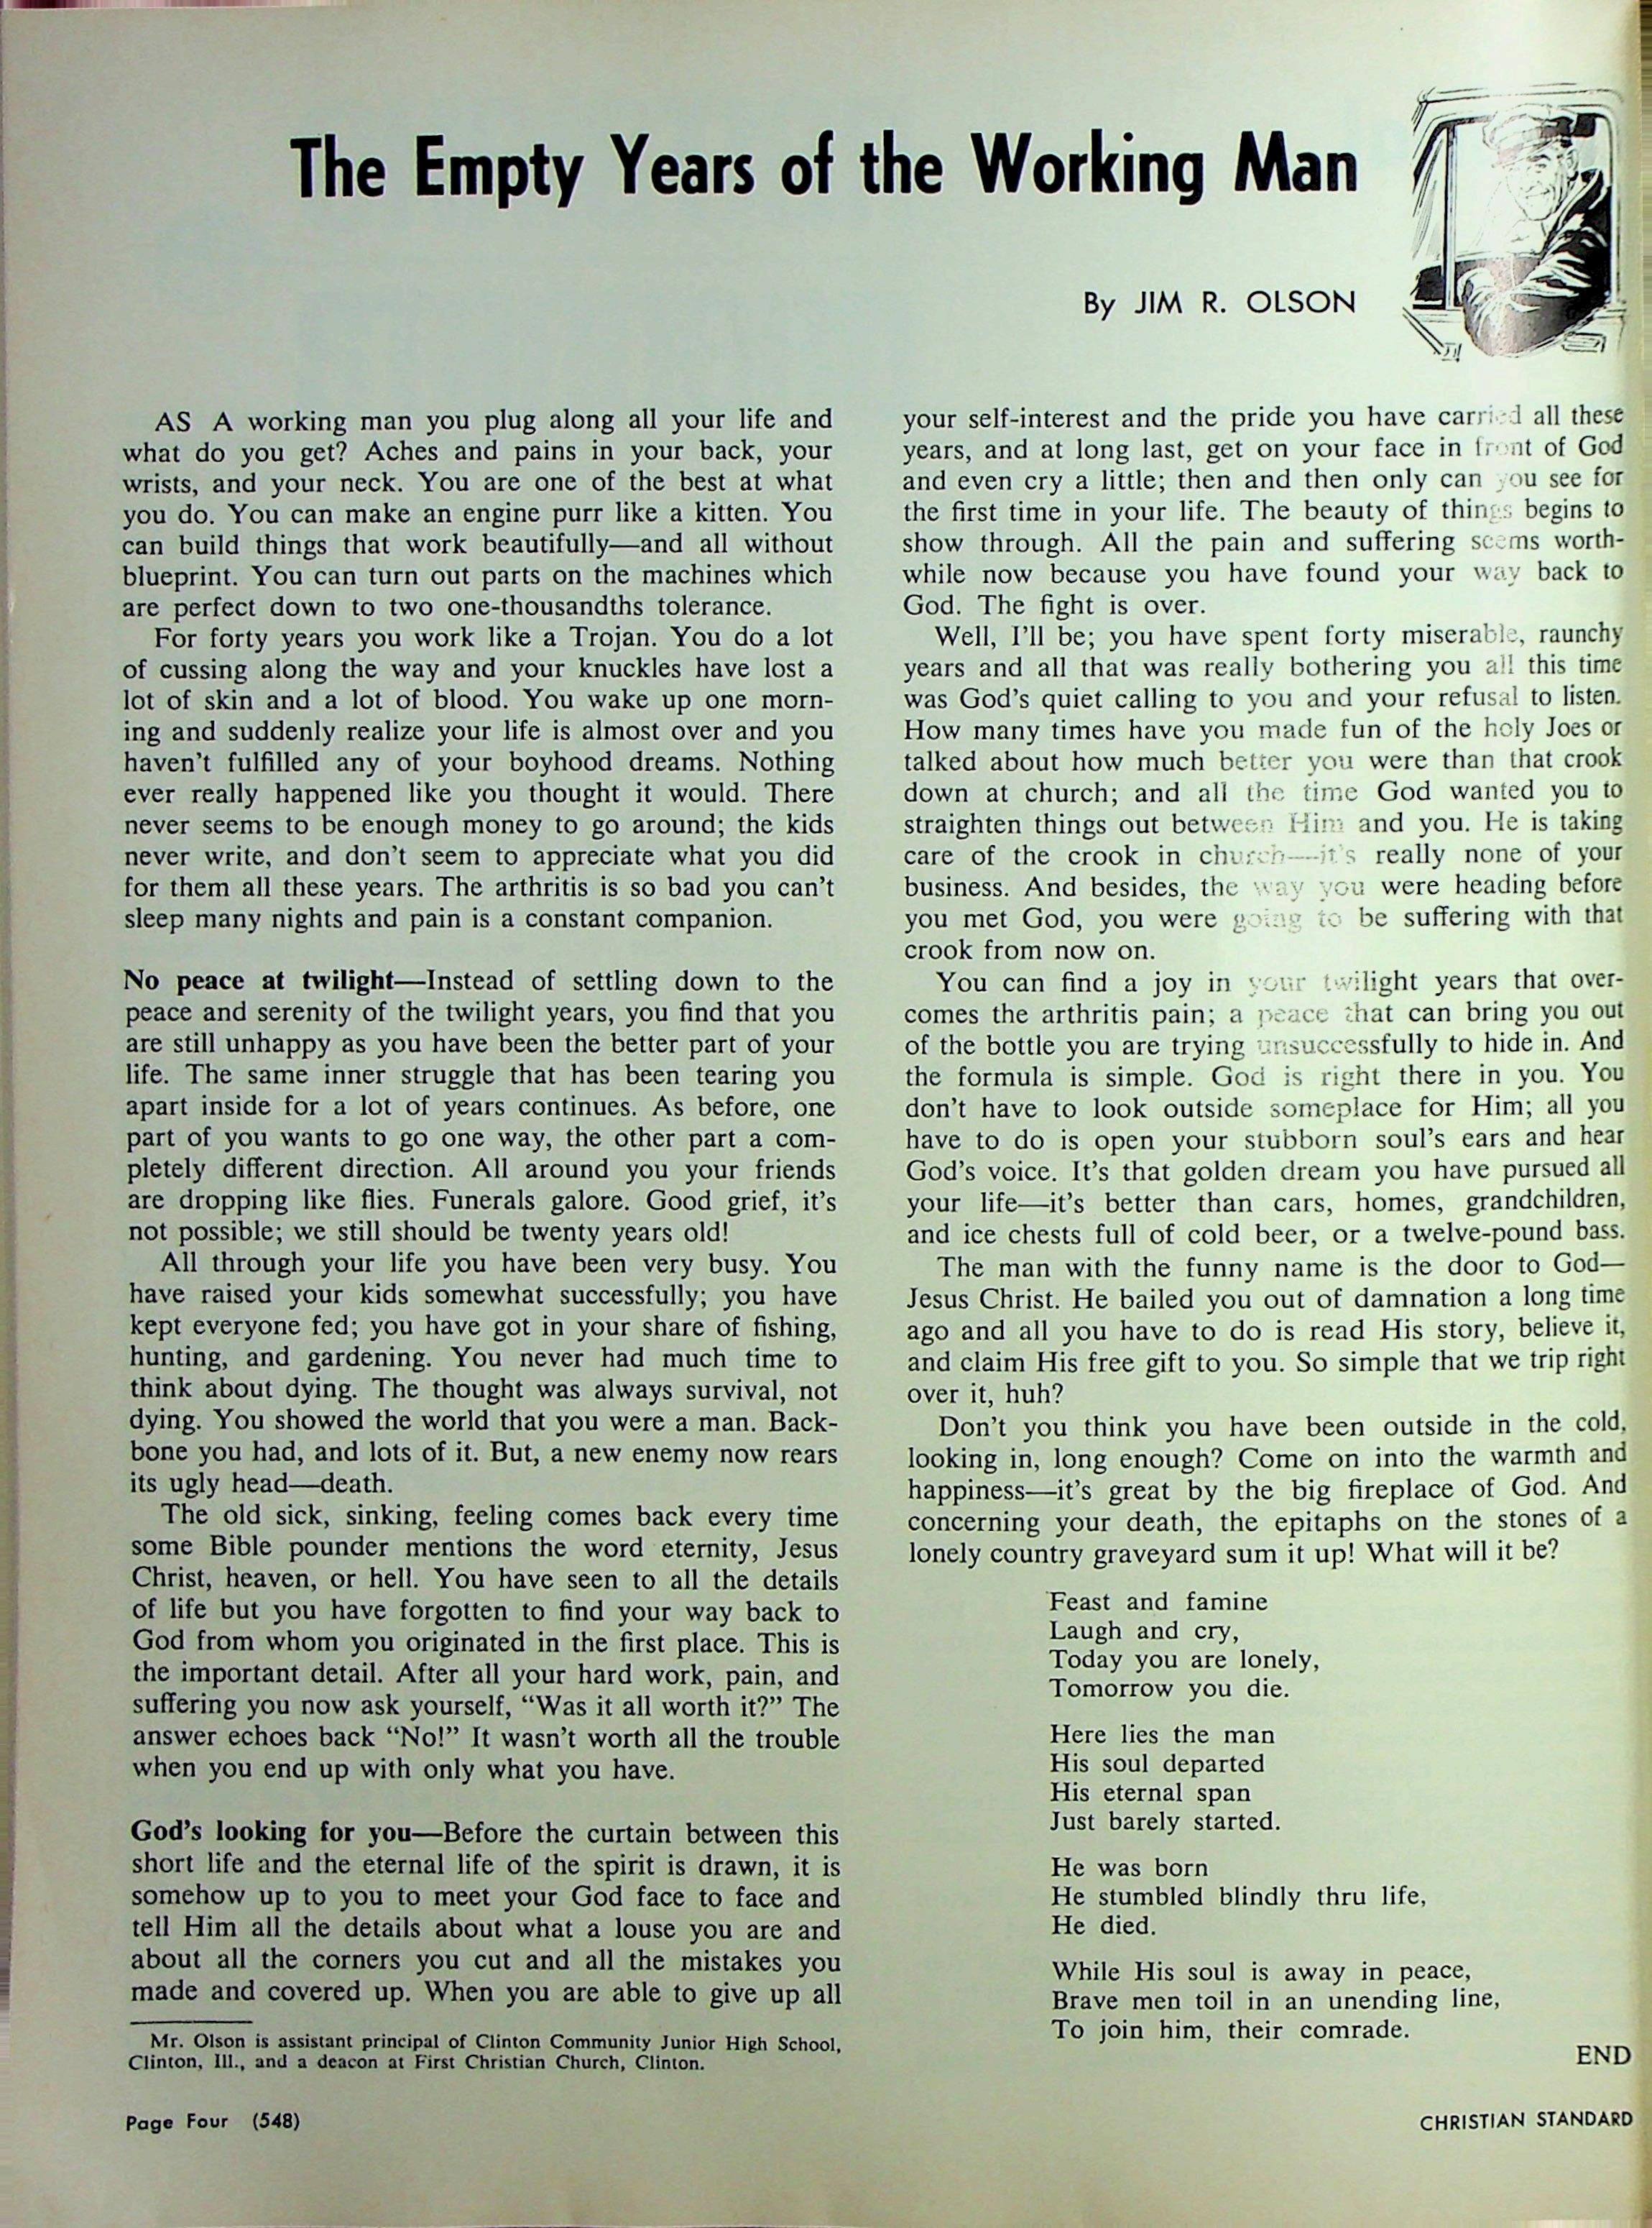 The Empty Years of the Working Man
By JIM R. OLSON
AS A working man you plug along all your life and
what do you get? Aches and pains in your back, your
wrists, and your neck. You are one of the best at what
you do. You can make an engine purr like a kitten. You
can build things that work beautifully—and all without
blueprint. You can turn out parts on the machines which
are perfect down to two one-thousandths tolerance.
For forty years you work like a Trojan. You do a lot
of cussing along the way and your knuckles have lost a
lot of skin and a lot of blood. You wake up one morn-
ing and suddenly realize your life is almost over and you
haven't fulfilled any of your boyhood dreams. Nothing
ever really happened like you thought it would. There
never seems to be enough money to go around; the kids
never write, and don't seem to appreciate what you did
for them all these years. The arthritis is so bad you can't
sleep many nights and pain is a constant companion.
No peace at twilight—Instead of settling down to the
peace and serenity of the twilight years, you find that you
are still unhappy as you have been the better part of your
life. The same inner struggle that has been tearing you
apart inside for a lot of years continues. As before, one
part of you wants to go one way, the other part a com-
pletely different direction. All around you your friends
are dropping like flies. Funerals galore. Good grief, it's
not possible; we still should be twenty years old!
All through your life you have been very busy. You
have raised your kids somewhat successfully; you have
kept everyone fed; you have got in your share of fishing,
hunting, and gardening. You never had much time to
think about dying. The thought was always survival, not
dying. You showed the world that you were a man. Back-
bone you had, and lots of it. But, a new enemy now rears
its ugly head—death.
The old sick, sinking, feeling comes back every time
some Bible pounder mentions the word eternity, Jesus
Christ, heaven, or hell. You have seen to all the details
of life but you have forgotten to find your way back to
God from whom you originated in the first place. This is
the important detail. After all your hard work, pain, and
suffering you now ask yourself, "Was it all worth it?" The
answer echoes back "No!" It wasn't worth all the trouble
when you end up with only what you have.
God's looking for you—Before the curtain between this
short life and the eternal life of the spirit is drawn, it is
somehow up to you to meet your God face to face and
tell Him all the details about what a louse you are and
about all the corners you cut and all the mistakes you
made and covered up. When you are able to give up all
Mr. Olson is assistant principal of Clinton Community Junior High School,
Clinton, Ill., and a deacon at First Christian Church, Clinton.
your self-interest and the pride you have carried all these
years, and at long last, get on your face in front of God
and even cry a little; then and then only can you see for
the first time in your life. The beauty of things begins to
show through. All the pain and suffering seems worth-
while now because you have found your way back to
God. The fight is over.
Well, I'll be; you have spent forty miserable, raunchy
years and all that was really bothering you all this time
was God's quiet calling to you and your refusal to listen.
How many times have you made fun of the holy Joes or
talked about how much better you were than that crook
down at church; and all the time God wanted you to
straighten things out between Him and you. He is taking
care of the crook in church—it's really none of your
business. And besides, the way you were heading before
you met God, you were going to be suffering with that
crook from now on.
You can find a joy in your twilight years that over-
comes the arthritis pain; a peace that can bring you out
of the bottle you are trying unsuccessfully to hide in. And
the formula is simple. God is right there in you. You
don't have to look outside someplace for Him; all you
have to do is open your stubborn soul's ears and hear
God's voice. It's that golden dream you have pursued all
your life—it's better than cars, homes, grandchildren,
and ice chests full of cold beer, or a twelve-pound bass.
The man with the funny name is the door to God—
Jesus Christ. He bailed you out of damnation a long time
ago and all you have to do is read His story, believe it,
and claim His free gift to you. So simple that we trip right
over it, huh?
Don't you think you have been outside in the cold,
looking in, long enough? Come on into the warmth and
happiness—it's great by the big fireplace of God. And
concerning your death, the epitaphs on the stones of a
lonely country graveyard sum it up! What will it be?
Feast and famine
Laugh and cry,
Today you are lonely,
Tomorrow you die.
Here lies the man
His soul departed
His eternal span
Just barely started.
He was born
He stumbled blindly thru life,
He died.
While His soul is away in peace,
Brave men toil in an unending line,
To join him, their comrade.
END
Page Four (548)
CHRISTIAN STANDARD